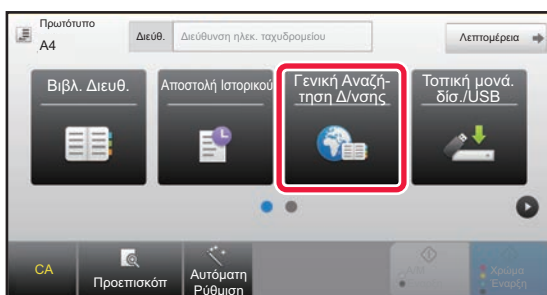 Πρωτότυπο
A4
Διεύθ.
Διεύθυνση ηλεκ. ταχυδρομείου
Λεπτομέρεια
Βιβλ. Διευθ.
Αποστολή Ιστορικού
Γενική Αναζή-
τηση Δ/νσης
Τοπική μονά.
δίσ./USB
CA
Προεπισκόπ
Αυτόματη
Ρύθμιση
Χρώμα
Έναρξη